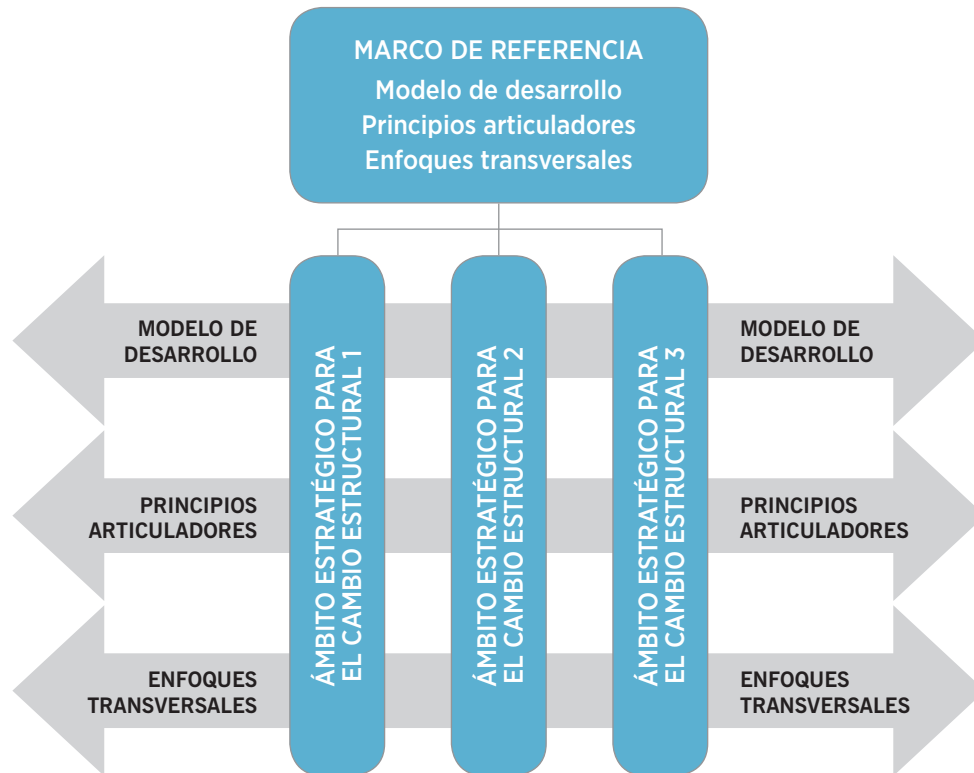 MARCO DE REFERENCIA
Modelo de desarrollo
Principios articuladores
Enfoques transversales
MODELO DE
DESARROLLO
PRINCIPIOS
ARTICULADORES
ENFOQUES
TRANSVERSALES
ÁMBITO ESTRATÉGICO PARA
EL CAMBIO ESTRUCTURAL 1
ÁMBITO ESTRATÉGICO PARA
EL CAMBIO ESTRUCTURAL 2
ÁMBITO ESTRATÉGICO PARA
EL CAMBIO ESTRUCTURAL 3
MODELO DE
DESARROLLO
PRINCIPIOS
ARTICULADORES
ENFOQUES
TRANSVERSALES